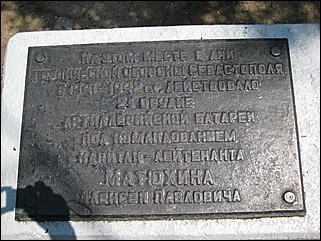 НА ЭТОМ МЕСТЕ В ДНИ
ГЕРОИЧЕСКОЙ ОБОРОНЫ СЕВАСТОПОЛЯ
В 1941-1942 гг. ДЕЙСТВОВАЛО
2е ОРУДИЕ
АРТИЛЛЕРИЙСКОЙ БАТАРЕИ
ПОД КОМАНДОВАНИЕМ
КАПИТАН-ЛЕЙТЕНАНТА
МАТЮХИНА
АЛЕКСЕЯ ПАВЛОВИЧА